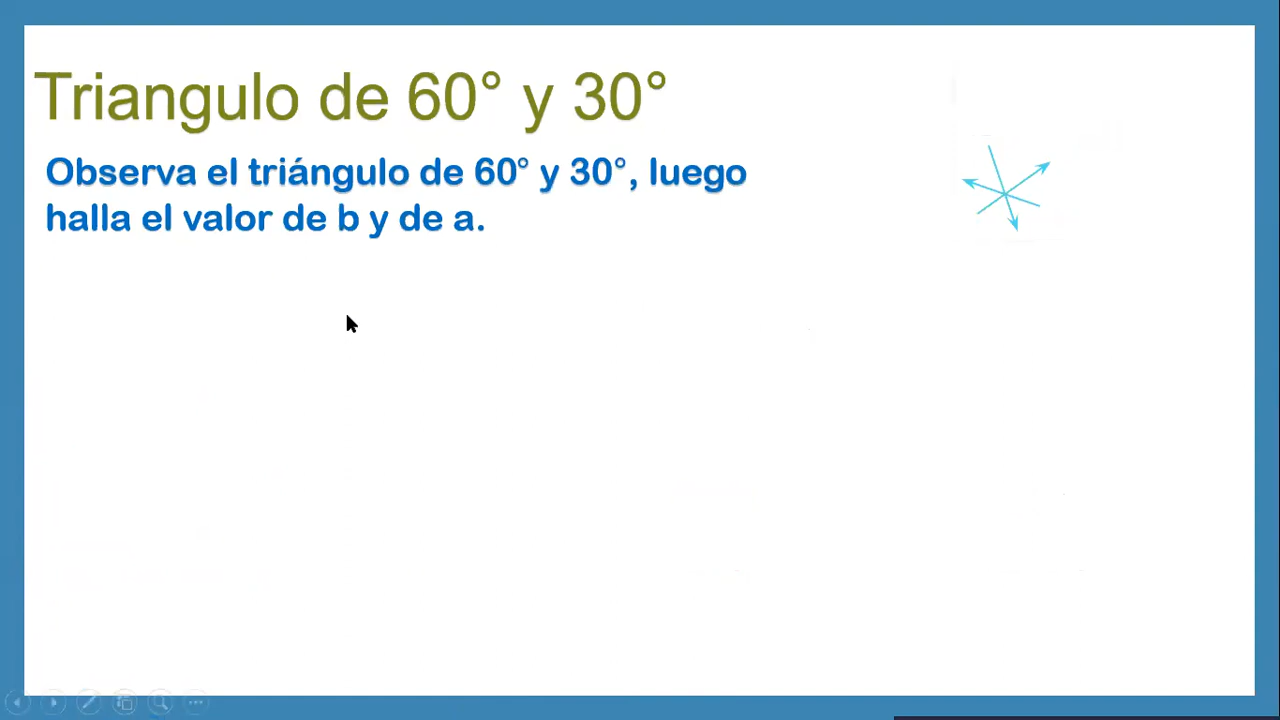 Triangulo de 60° y 30°
Observa el triángulo de 60° y 30°, luego
halla el valor de b y de a.